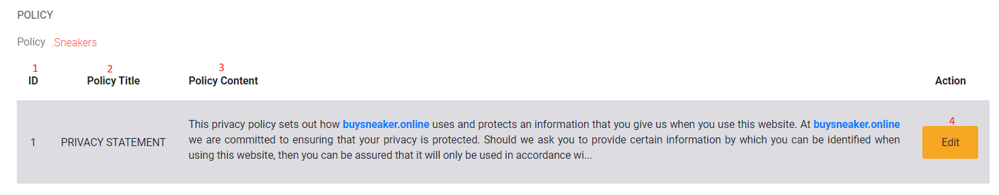 POLICY
Policy .Sneakers
1 2 3
ID Policy Title Policy Content Action
This privacy policy sets out how buysneaker.online uses and protects an information that you give us when you use this website. At buysneaker.online 4
1 PRIVACY STATEMENT we are committed to ensuring that your privacy is protected. Should we ask you to provide certain information by which you can be identified when Edit
using this website, then you can be assured that it will only be used in accordance wi...